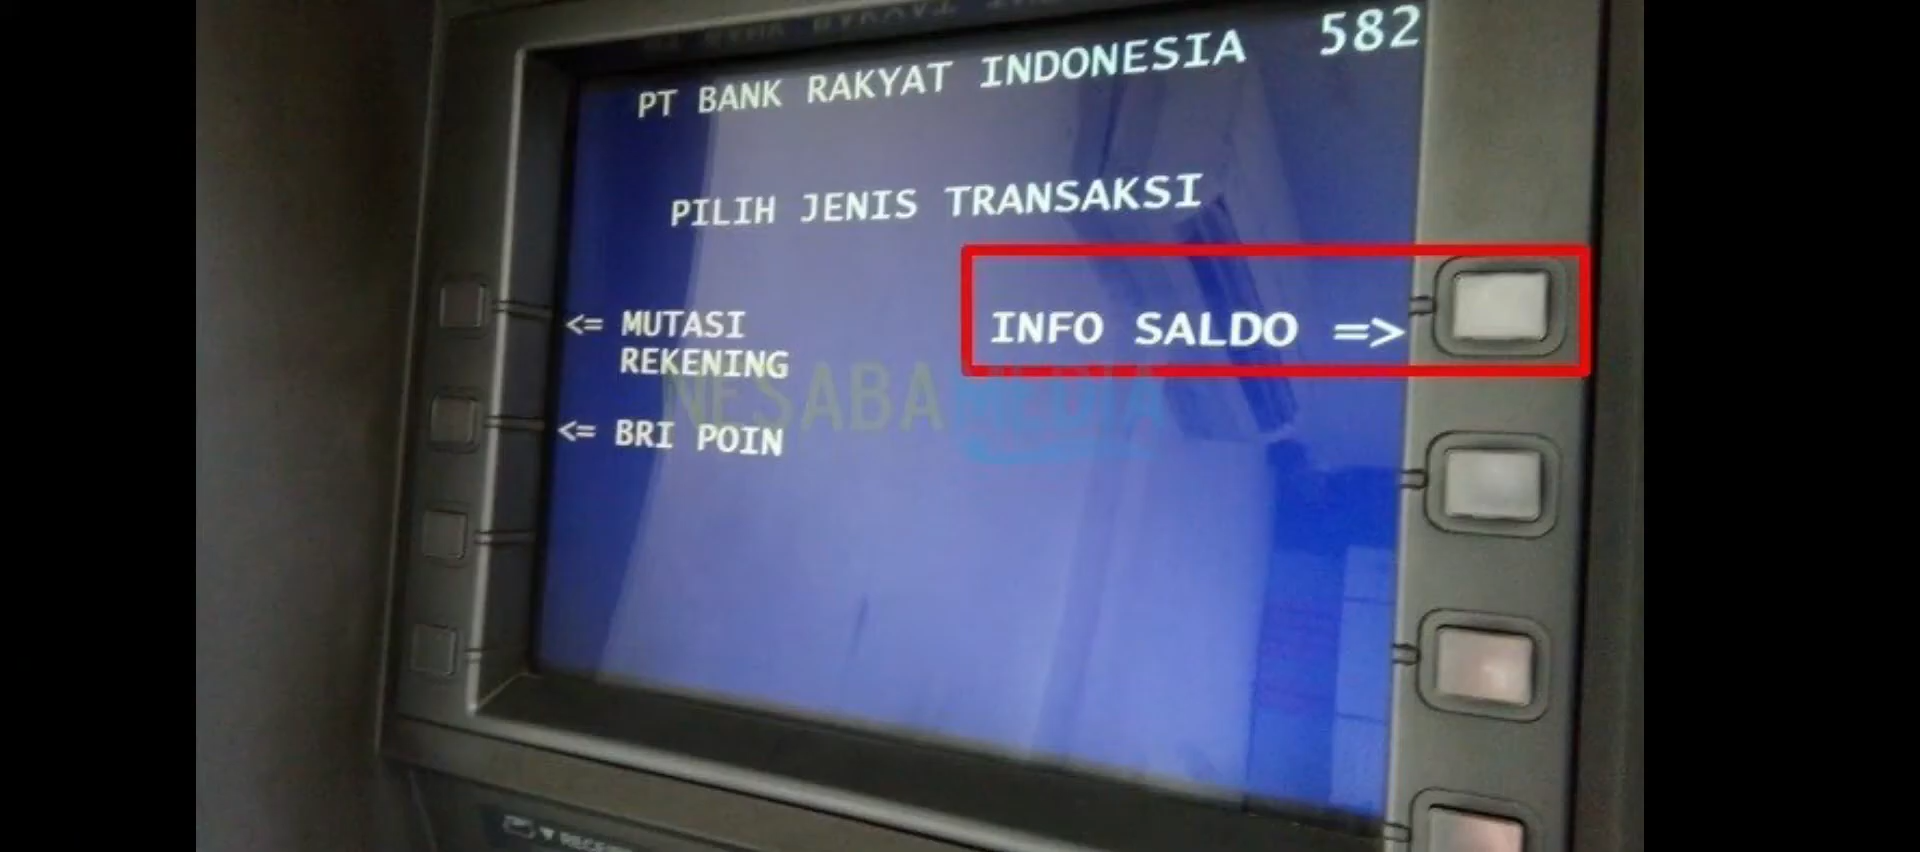 PT BANK RAKYAT INDONESIA 582
PILIH JENIS TRANSAKSI
<= MUTASI REKENING
INFO SALDO =>
<= BRI POIN
NESABAMEDIA